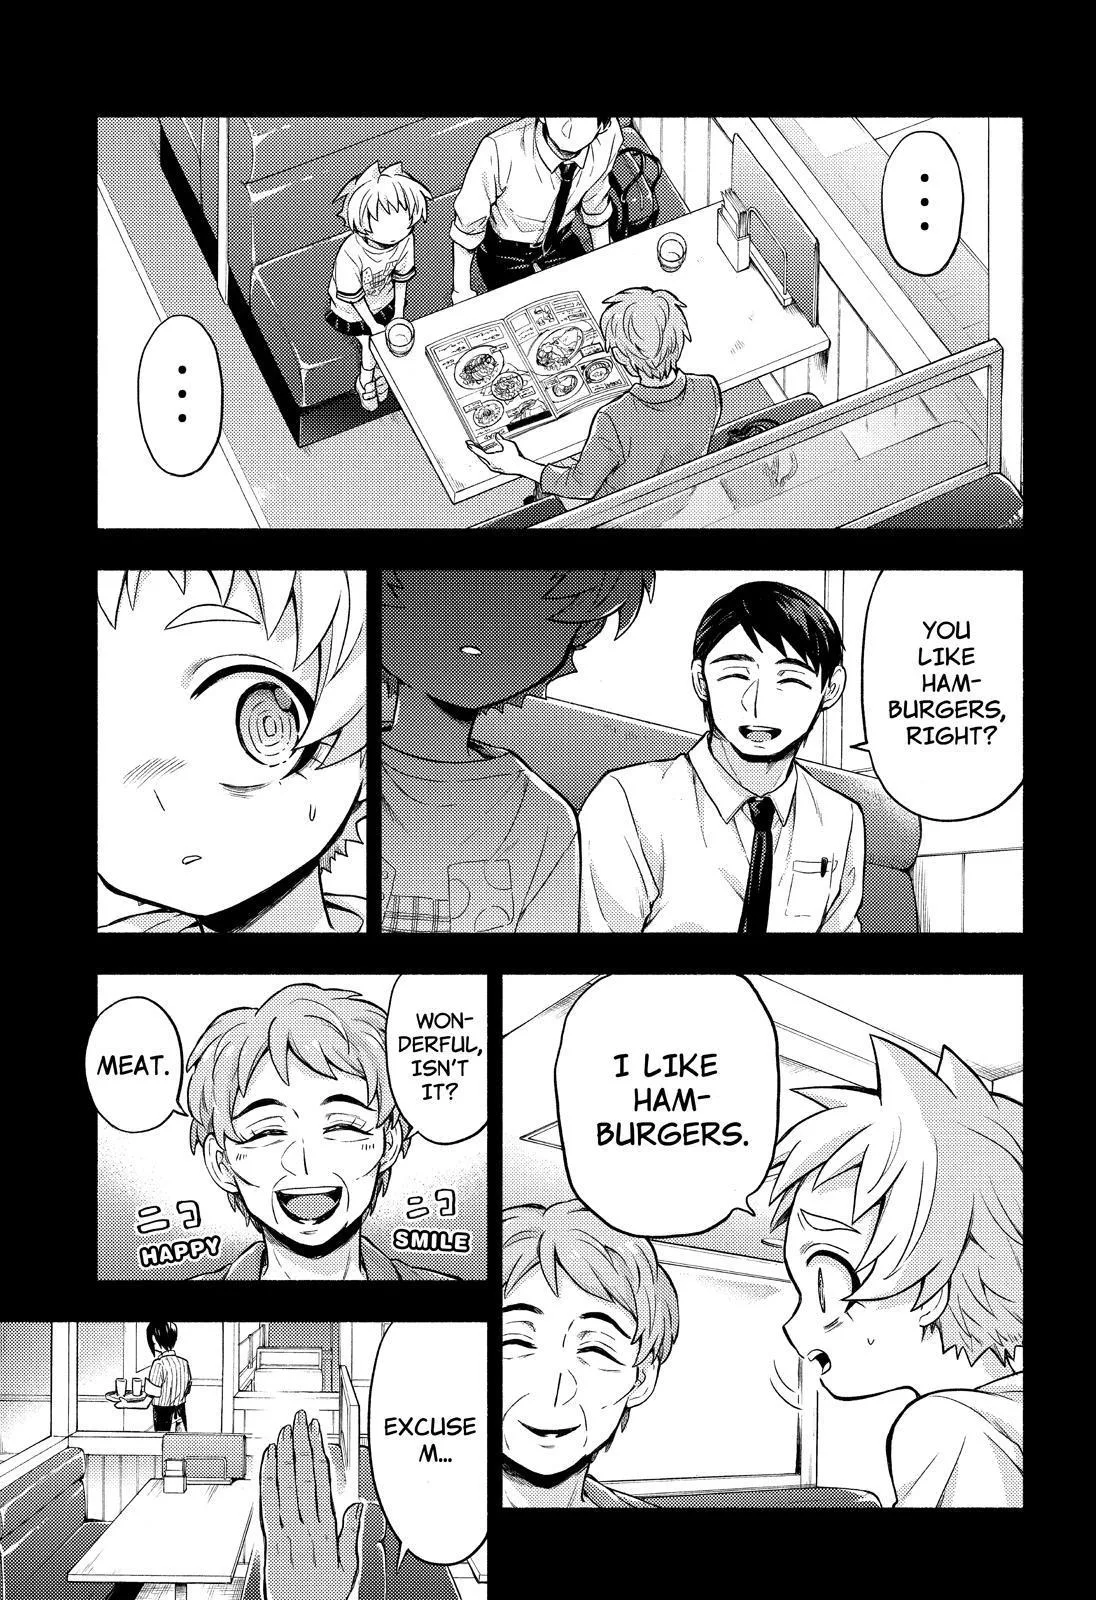 ...
...
YOU
LIKE
HAM-
BURGERS,
RIGHT?
I LIKE
HAM-
BURGERS.
WON-
DERFUL,
ISN'T
IT?
MEAT.
ニコ
SMILE
ニコ
HAPPY
EXCUSE
M...